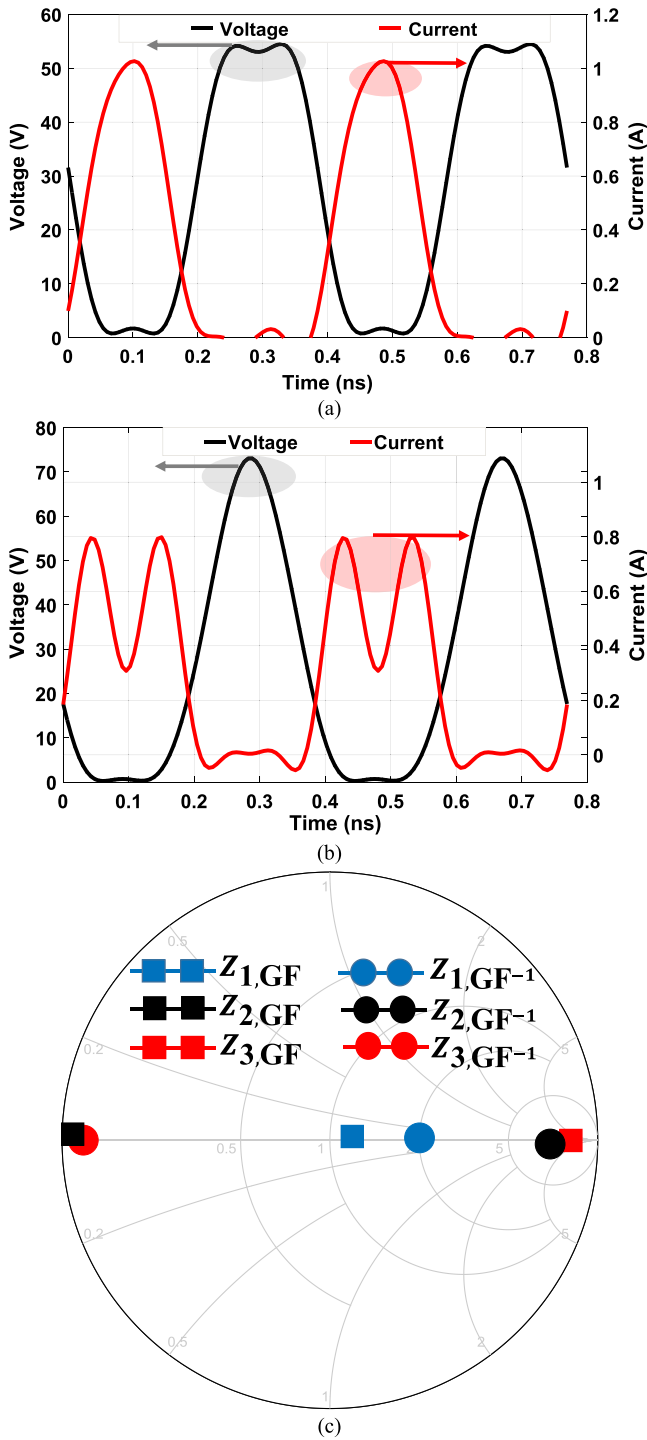 Voltage Current
60 1.2
50 1
40 0.8
30 0.6
20 0.4
10 0.2
0 0
Voltage (V)
Current (A)
0 0.1 0.2 0.3 0.4 0.5 0.6 0.7 0.8
Time (ns)
(a)
Voltage Current
80
70
60
50
40
30
20
10
0
1
0.8
0.6
0.4
0.2
0
Voltage (V)
Current (A)
0 0.1 0.2 0.3 0.4 0.5 0.6 0.7 0.8
Time (ns)
(b)
1
0.5 2
Z1,GF Z1,GF−1
Z2,GF Z2,GF−1
Z3,GF Z3,GF−1
0.2 5
0.5 1 2 5
0.2 5
0.5 2
1
(c)